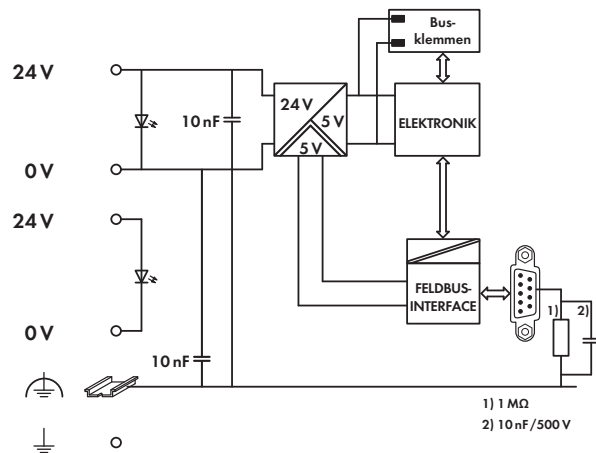 Bus-
klemmen
24 V
10 nF
24 V
5 V
5 V
ELEKTRONIK
0 V
24 V
FELDBUS-
INTERFACE
1)
2)
0 V
10 nF
1) 1 MΩ
2) 10 nF/500 V